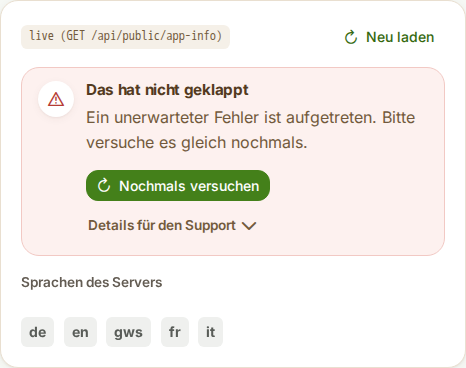 live (GET /api/public/app-info)
Neu laden
Das hat nicht geklappt
Ein unerwarteter Fehler ist aufgetreten. Bitte
versuche es gleich nochmals.
Nochmals versuchen
Details für den Support
Sprachen des Servers
de en gws fr it